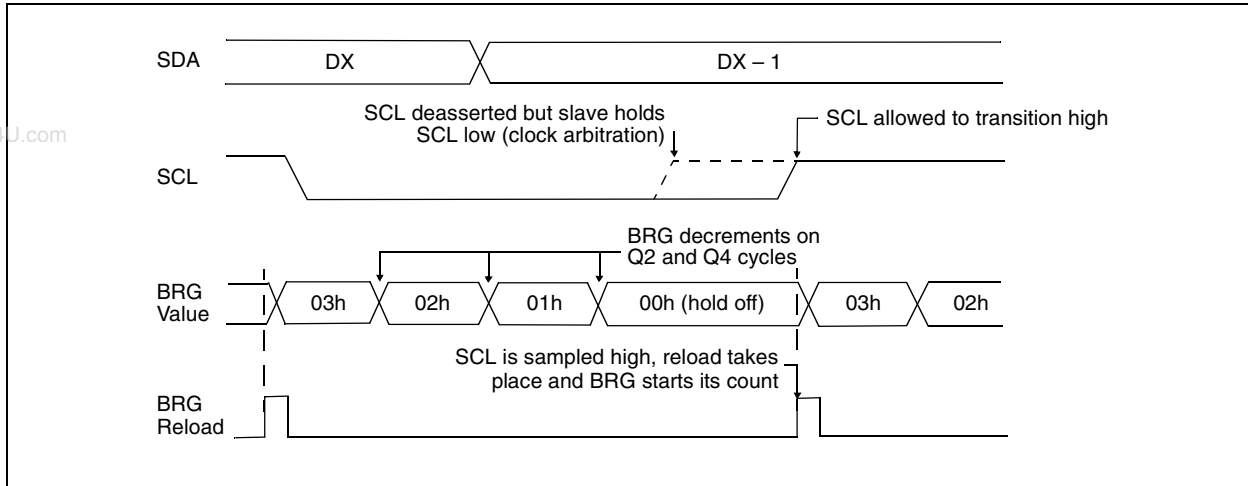 SDA
DX
DX – 1
SCL deasserted but slave holds
SCL low (clock arbitration)
SCL allowed to transition high
4U.com
SCL
BRG decrements on
Q2 and Q4 cycles
BRG
Value
03h
02h
01h
00h (hold off)
03h
02h
SCL is sampled high, reload takes
place and BRG starts its count
BRG
Reload